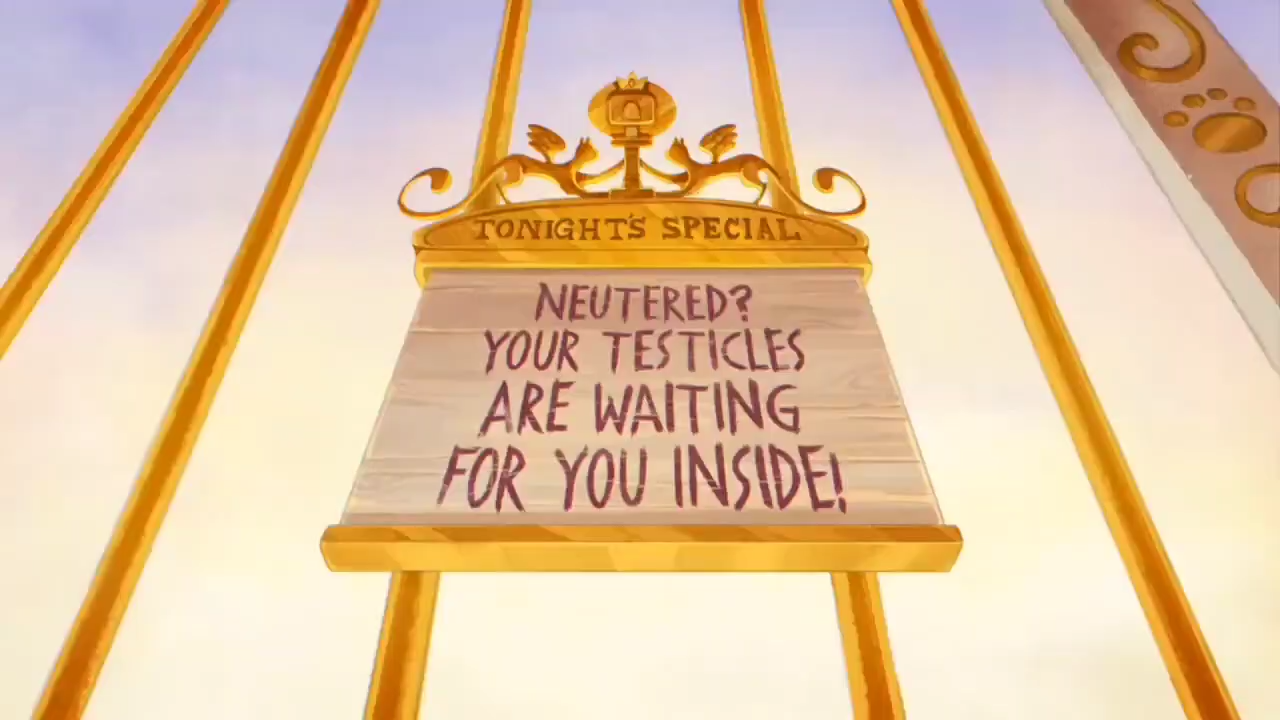 TONIGHT'S SPECIAL
NEUTERED?
YOUR TESTICLES
ARE WAITING
FOR YOU INSIDE!